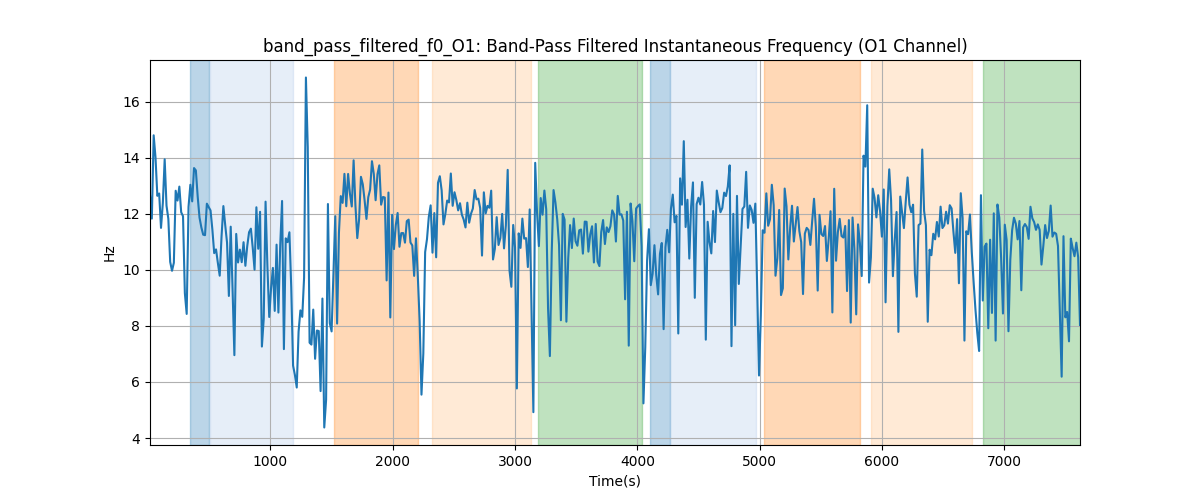 band_pass_filtered_f0_O1: Band-Pass Filtered Instantaneous Frequency (O1 Channel)
16
14
12
10
8
6
4
Hz
1000 2000 3000 4000 5000 6000 7000
Time(s)